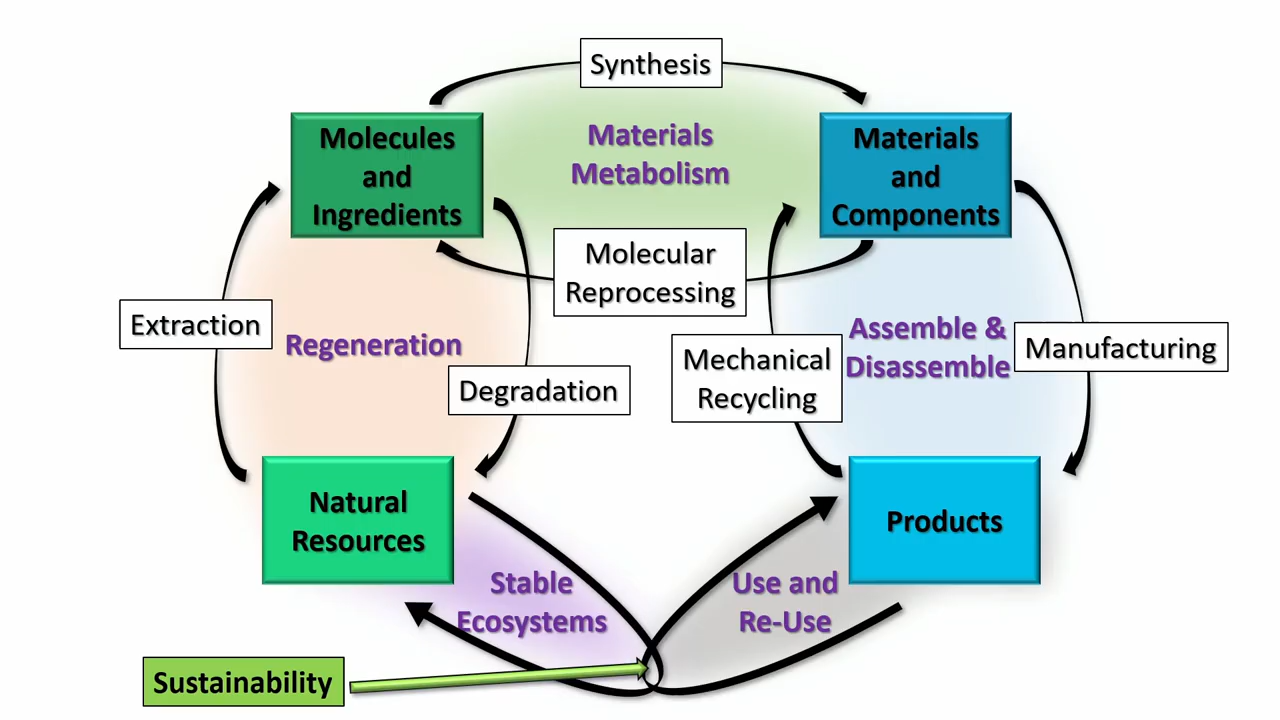 Synthesis
Molecules
and
Ingredients
Materials
Metabolism
Materials
and
Components
Molecular
Reprocessing
Extraction
Regeneration
Degradation
Mechanical
Recycling
Assemble &
Disassemble
Manufacturing
Natural
Resources
Products
Stable
Ecosystems
Use and
Re-Use
Sustainability